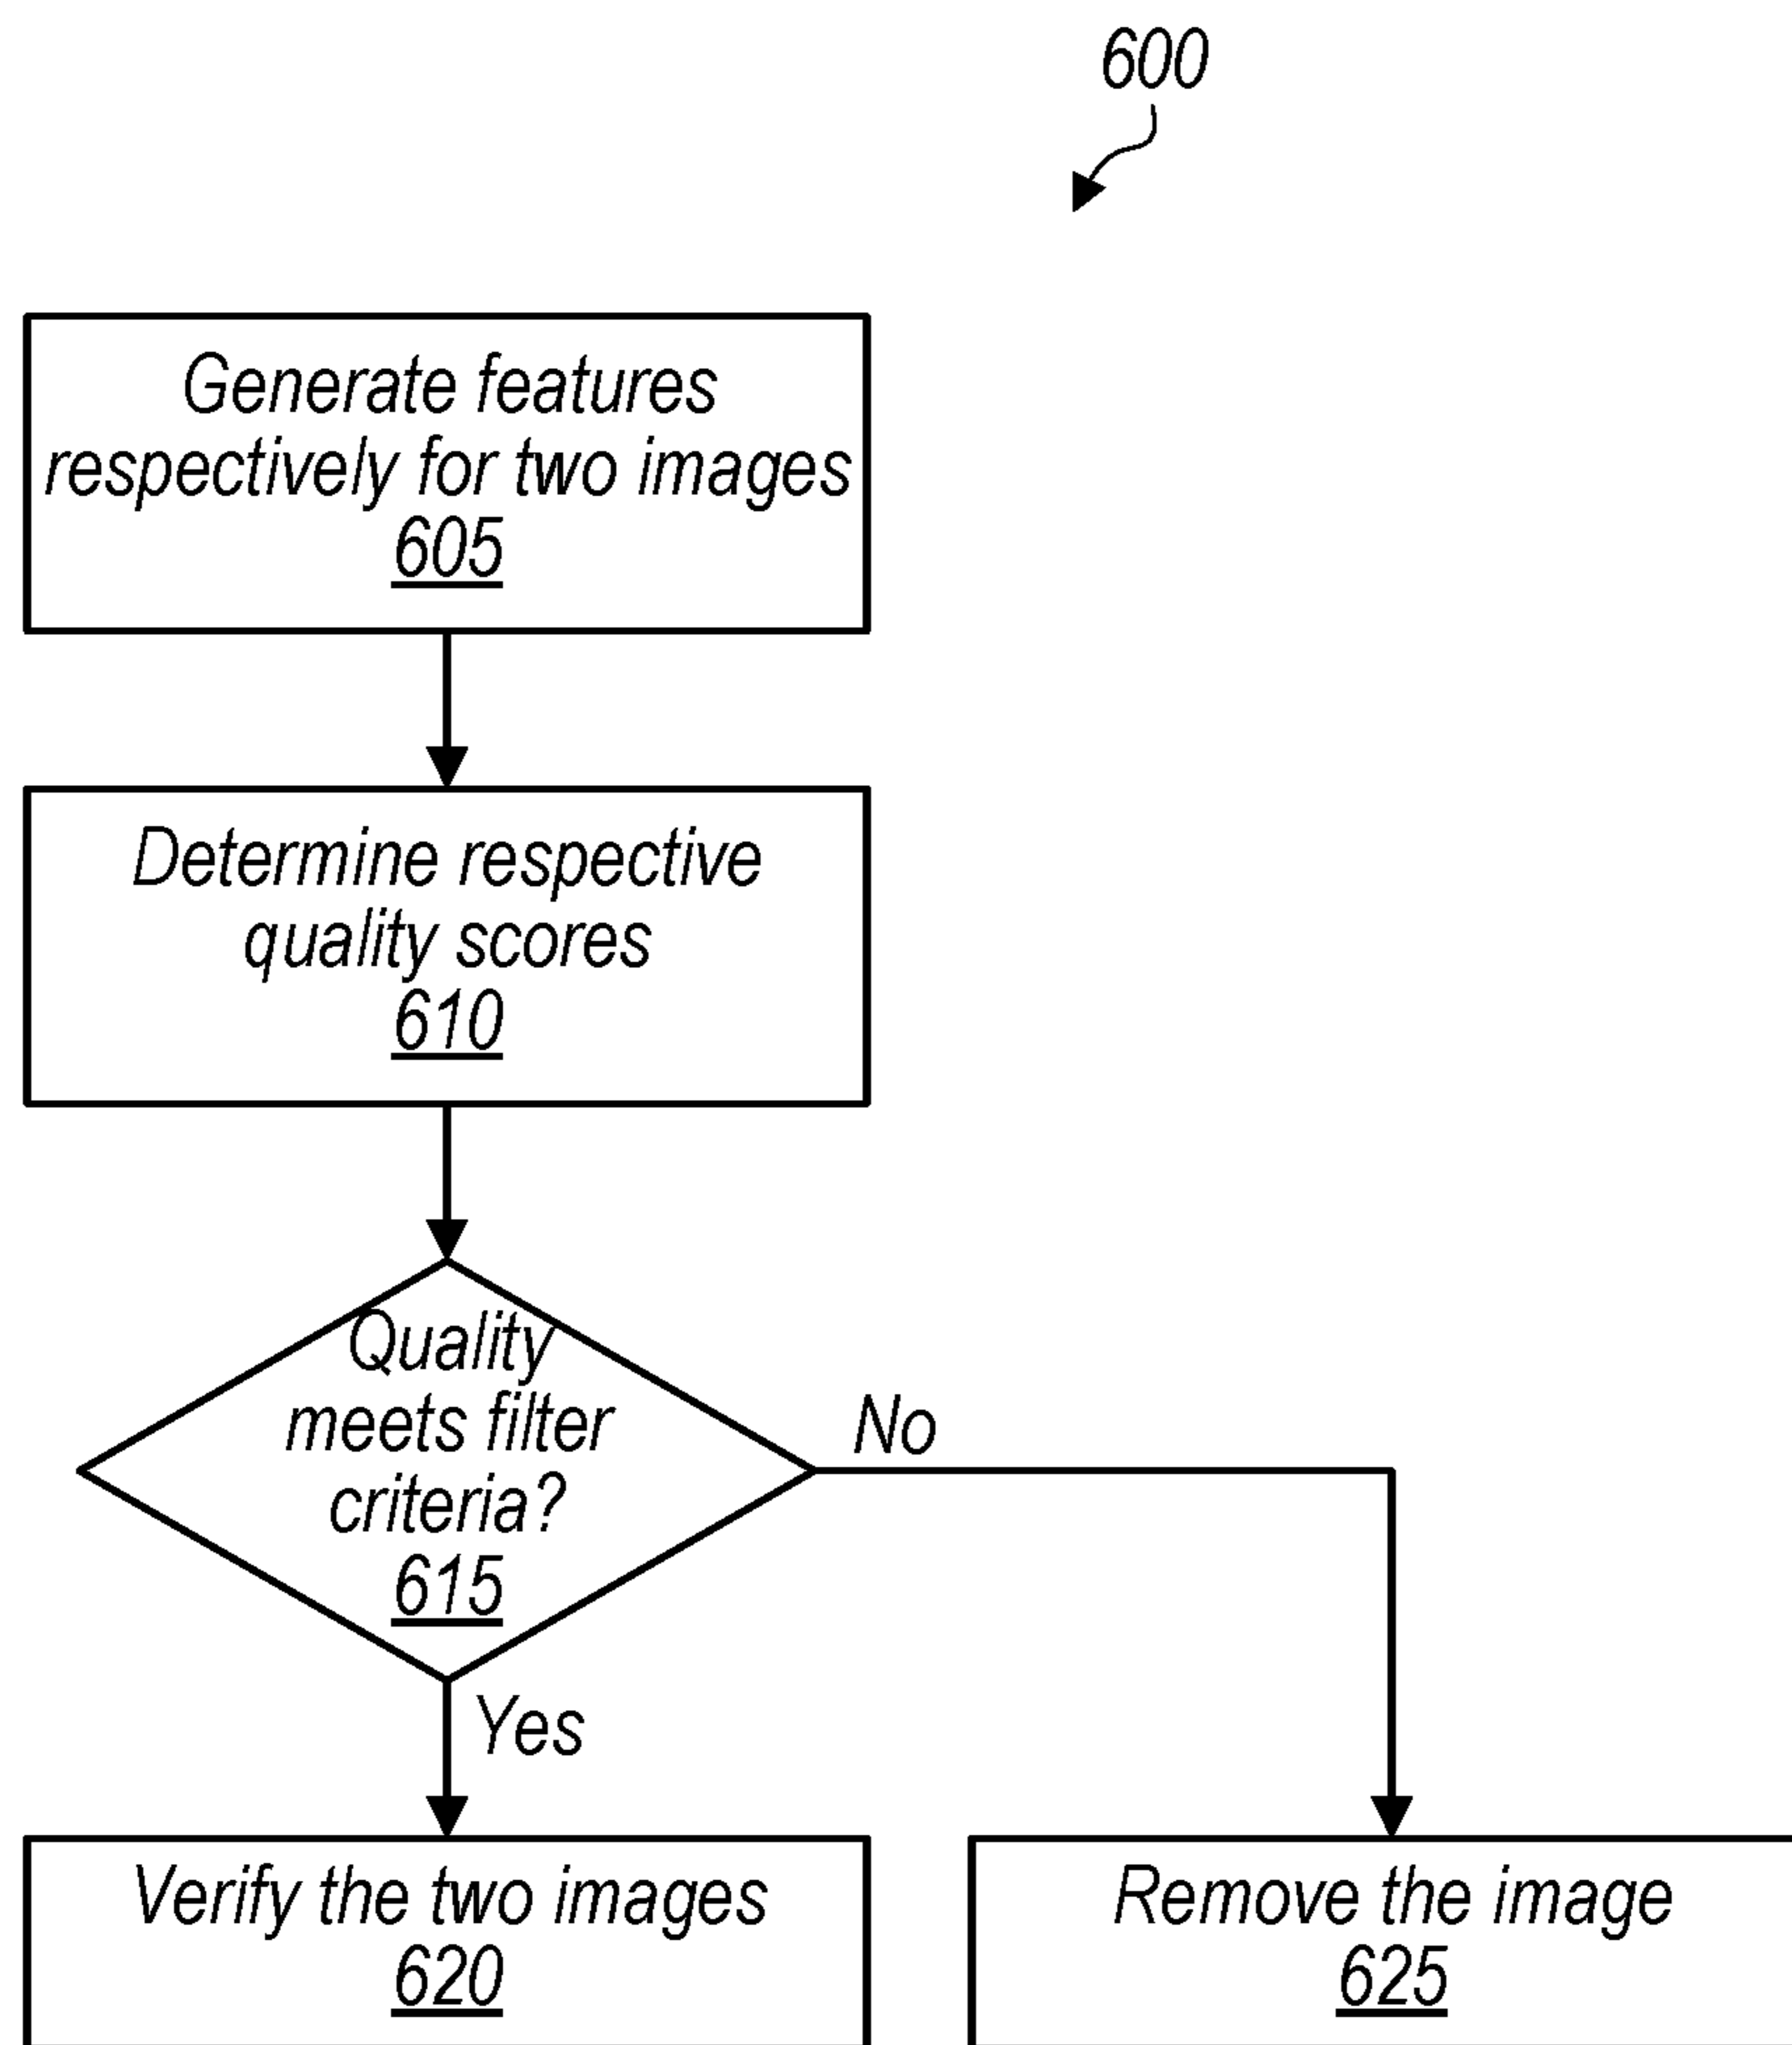 600
Generate features
respectively for two images
605
Determine respective
quality scores
610
Quality
meets filter
criteria?
615
No
Yes
Verify the two images
620
Remove the image
625